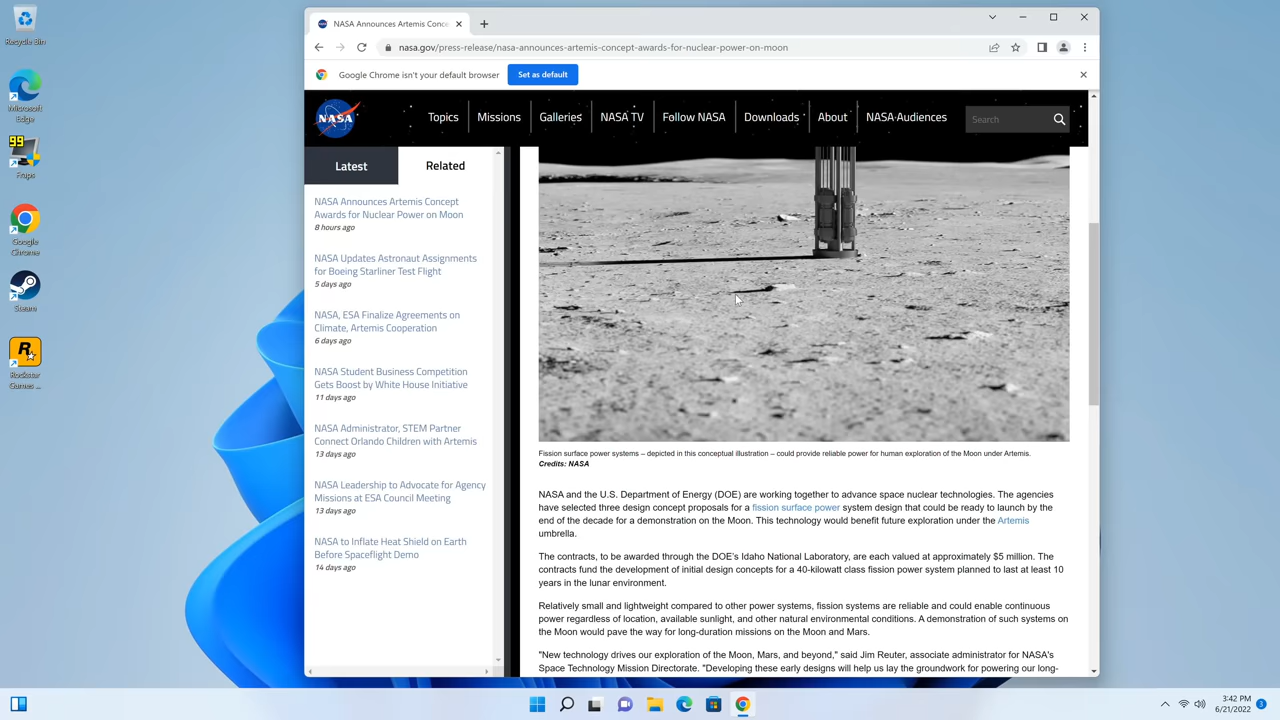 Recycle Bin
Microsoft
Edge
99
Fraps
Google
Chrome
Steam
Rockstar
Games ...
NASA Announces Artemis Conce
nasa.gov/press-release/nasa-announces-artemis-concept-awards-for-nuclear-power-on-moon
Google Chrome isn't your default browser
Set as default
NASA
Topics
Missions
Galleries
NASA TV
Follow NASA
Downloads
About
NASA Audiences
Search
Latest
Related
NASA Announces Artemis Concept
Awards for Nuclear Power on Moon
8 hours ago
NASA Updates Astronaut Assignments
for Boeing Starliner Test Flight
5 days ago
NASA, ESA Finalize Agreements on
Climate, Artemis Cooperation
6 days ago
NASA Student Business Competition
Gets Boost by White House Initiative
11 days ago
NASA Administrator, STEM Partner
Connect Orlando Children with Artemis
13 days ago
NASA Leadership to Advocate for Agency
Missions at ESA Council Meeting
13 days ago
NASA to Inflate Heat Shield on Earth
Before Spaceflight Demo
14 days ago
Fission surface power systems – depicted in this conceptual illustration – could provide reliable power for human exploration of the Moon under Artemis.
Credits: NASA
NASA and the U.S. Department of Energy (DOE) are working together to advance space nuclear technologies. The agencies
have selected three design concept proposals for a fission surface power system design that could be ready to launch by the
end of the decade for a demonstration on the Moon. This technology would benefit future exploration under the Artemis
umbrella.
The contracts, to be awarded through the DOE's Idaho National Laboratory, are each valued at approximately $5 million. The
contracts fund the development of initial design concepts for a 40-kilowatt class fission power system planned to last at least 10
years in the lunar environment.
Relatively small and lightweight compared to other power systems, fission systems are reliable and could enable continuous
power regardless of location, available sunlight, and other natural environmental conditions. A demonstration of such systems on
the Moon would pave the way for long-duration missions on the Moon and Mars.
"New technology drives our exploration of the Moon, Mars, and beyond," said Jim Reuter, associate administrator for NASA's
Space Technology Mission Directorate. "Developing these early designs will help us lay the groundwork for powering our long-
3:42 PM
6/21/2022
3